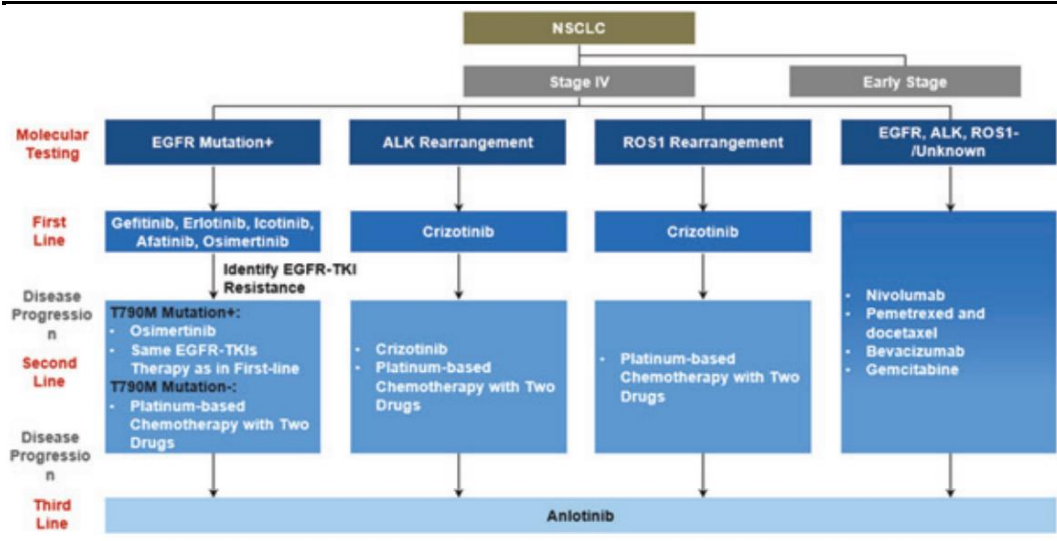 NSCLC
Stage IV
Early Stage
Molecular
Testing
EGFR Mutation+
ALK Rearrangement
ROS1 Rearrangement
EGFR, ALK, ROS1-
/Unknown
First
Line
Gefitinib, Erlotinib, Icotinib,
Afatinib, Osimertinib
Crizotinib
Crizotinib
Identify EGFR-TKI
Resistance
Disease
Progressio
n
Second
Line
T790M Mutation+:
· Osimertinib
· Same EGFR-TKIs
Therapy as in First-line
T790M Mutation-:
· Platinum-based
Chemotherapy with Two
Drugs
· Crizotinib
· Platinum-based
Chemotherapy with Two
Drugs
· Platinum-based
Chemotherapy with Two
Drugs
· Nivolumab
· Pemetrexed and
docetaxel
· Bevacizumab
· Gemcitabine
Disease
Progressio
n
Third
Line
Anlotinib